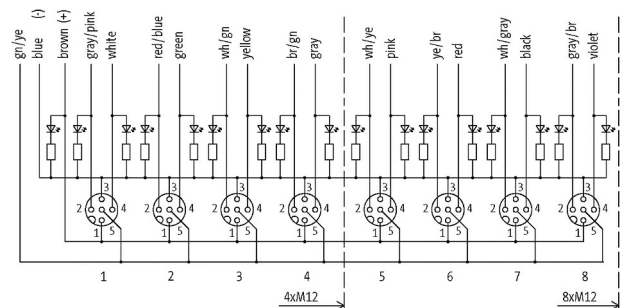 gn/ye
blue (-)
brown (+)
gray/pink
white
red/blue
green
wh/gn
yellow
br/gn
gray
wh/ye
pink
ye/br
red
wh/gray
black
gray/br
violet
3 3 3 3 3 3 3 3
2 4 2 4 2 4 2 4 2 4 2 4 2 4 2 4
1 5 1 5 1 5 1 5 1 5 1 5 1 5 1 5
1 2 3 4 5 6 7 8
4xM12 8xM12